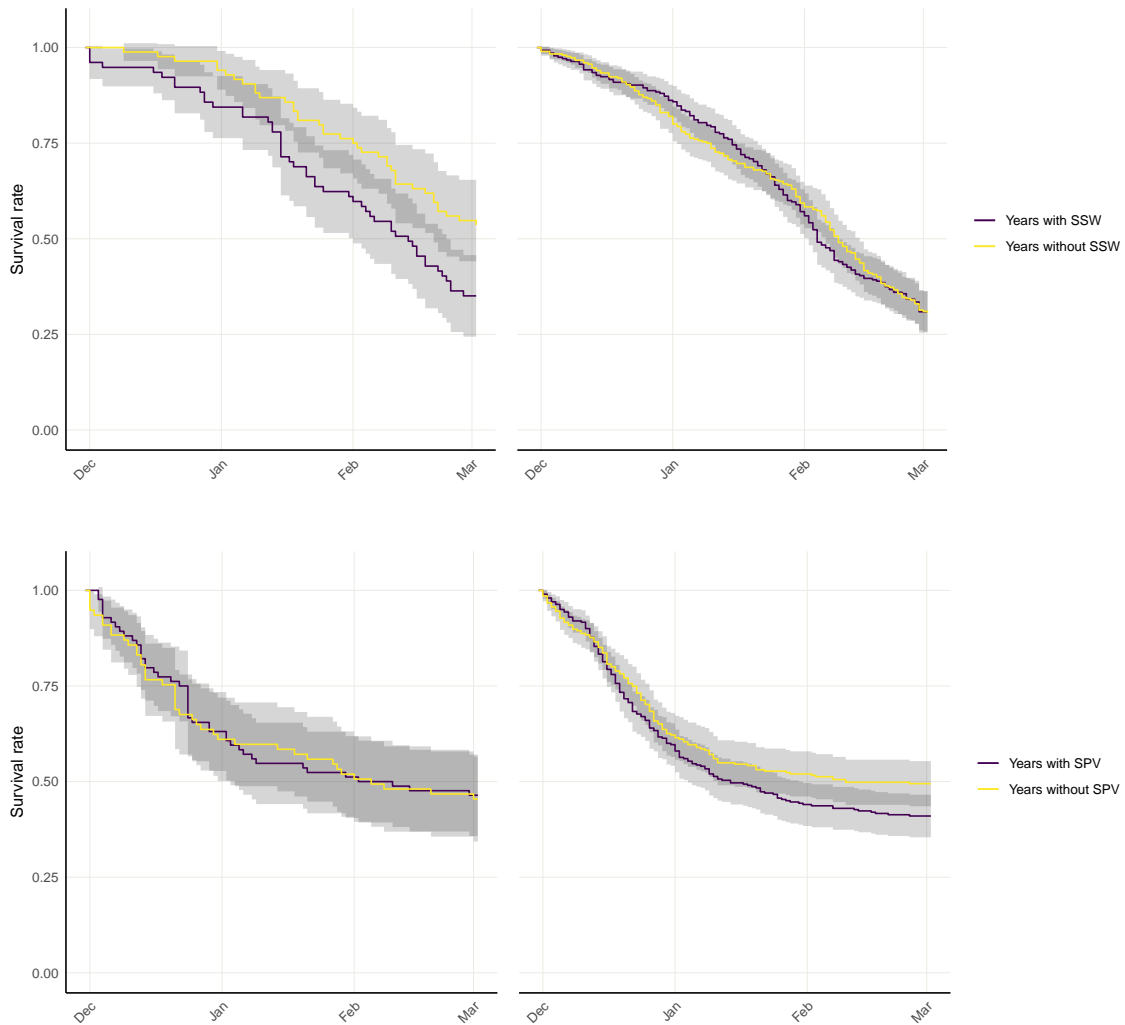 1.00
0.75
0.50
0.25
0.00
Survival rate
Dec
Jan
Feb
Mar
Dec
Jan
Feb
Mar
Years with SSW
Years without SSW
1.00
0.75
0.50
0.25
0.00
Survival rate
Dec
Jan
Feb
Mar
Dec
Jan
Feb
Mar
Years with SPV
Years without SPV